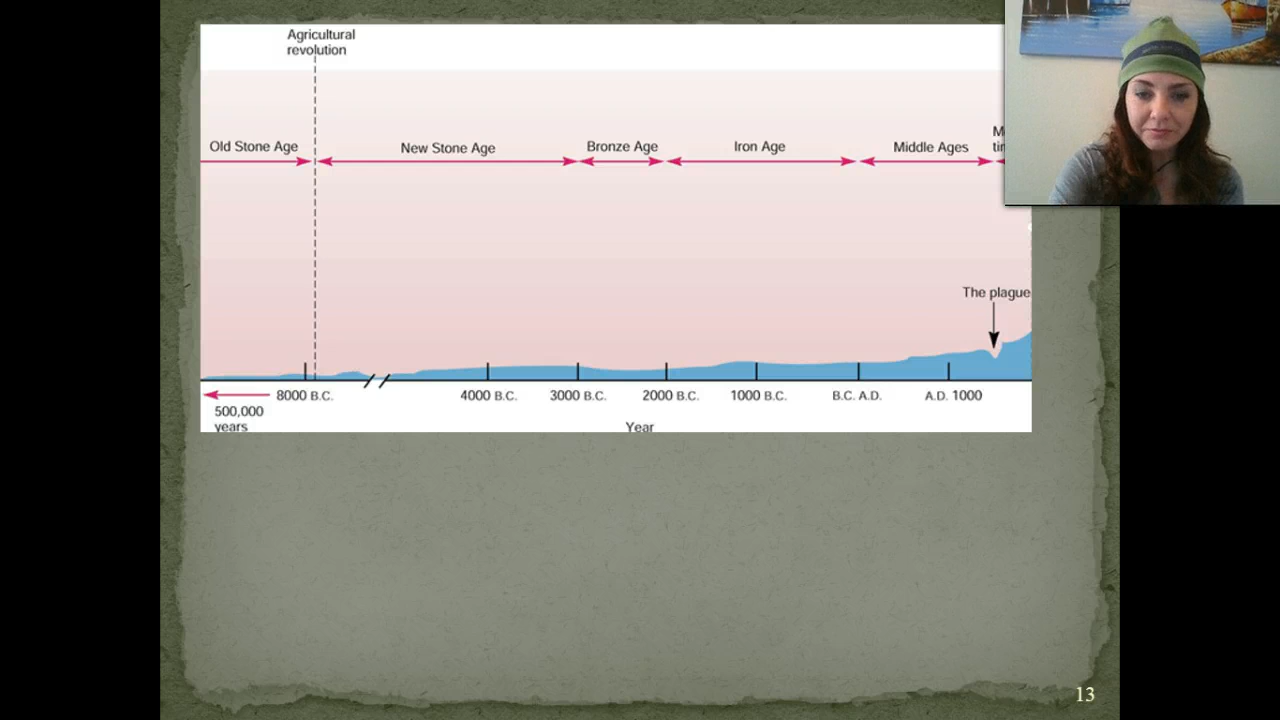 Agricultural
revolution
Old Stone Age
New Stone Age
Bronze Age
Iron Age
Middle Ages
The plague
8000 B.C.
4000 B.C.
3000 B.C.
2000 B.C.
1000 B.C.
B.C. A.D.
A.D. 1000
500,000
years
Year
13